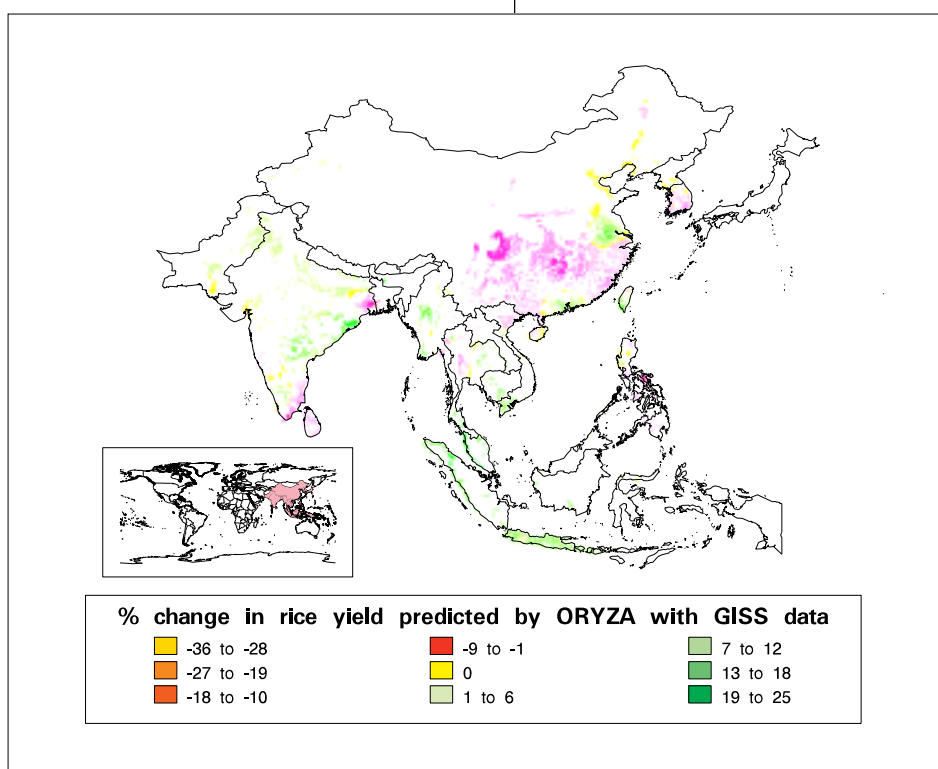 % change in rice yield predicted by ORYZA with GISS data
-36 to -28
-27 to -19
-18 to -10
-9 to -1
0
1 to 6
7 to 12
13 to 18
19 to 25